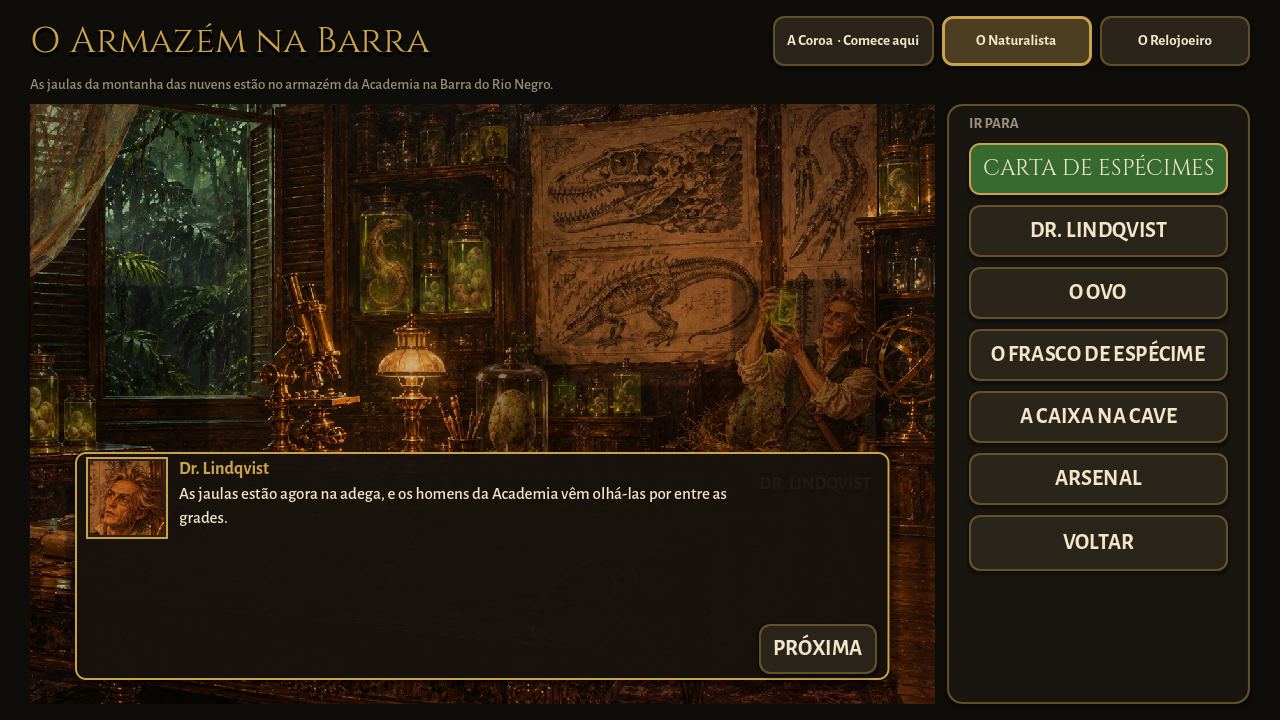 O Armazém na Barra
A Coroa · Comece aqui
O Naturalista
O Relojoeiro
As jaulas da montanha das nuvens estão no armazém da Academia na Barra do Rio Negro.
IR PARA
CARTA DE ESPÉCIMES
DR. LINDQVIST
O OVO
O FRASCO DE ESPÉCIME
A CAIXA NA CAVE
ARSENAL
VOLTAR
Dr. Lindqvist
As jaulas estão agora na adega, e os homens da Academia vêm olhá-las por entre as
grades.
DR. LINDQVIST
PRÓXIMA